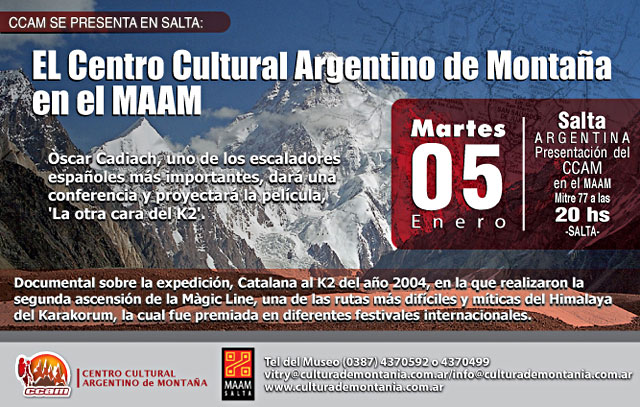 CCAM SE PRESENTA EN SALTA:
EL Centro Cultural Argentino de Montaña
en el MAAM
Òscar Cadiach, uno de los escaladores
españoles más importantes, dará una
conferencia y proyectará la película,
'La otra cara del K2'.
Martes
05
Enero
Salta
ARGENTINA
Presentación del
CCAM
en el MAAM
Mitre 77 a las
20 hs
-SALTA-
Documental sobre la expedición, Catalana al K2 del año 2004, en la que realizaron la
segunda ascensión de la Màgic Line, una de las rutas más difíciles y míticas del Himalaya
del Karakorum, la cual fue premiada en diferentes festivales internacionales.
ccam
CENTRO CULTURAL
ARGENTINO de MONTAÑA
MAAM
SALTA
Tel del Museo (0387) 4370592 o 4370499
vitry@culturademontania.com.ar/info@culturademontania.com.ar
www.culturademontania.com.ar